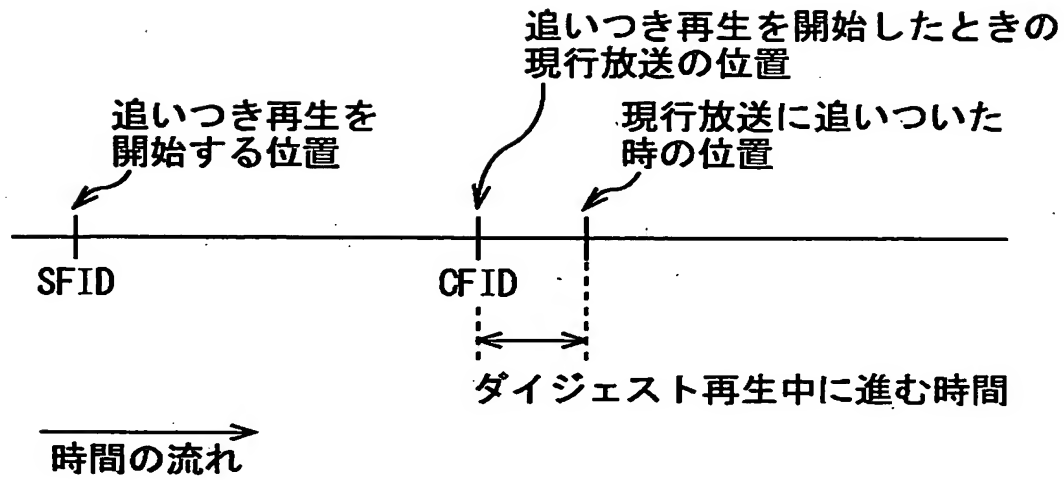 追いつき再生を開始したときの
現行放送の位置
追いつき再生を
開始する位置
現行放送に追いついた
時の位置
SFID
CFID
ダイジェスト再生中に進む時間
時間の流れ